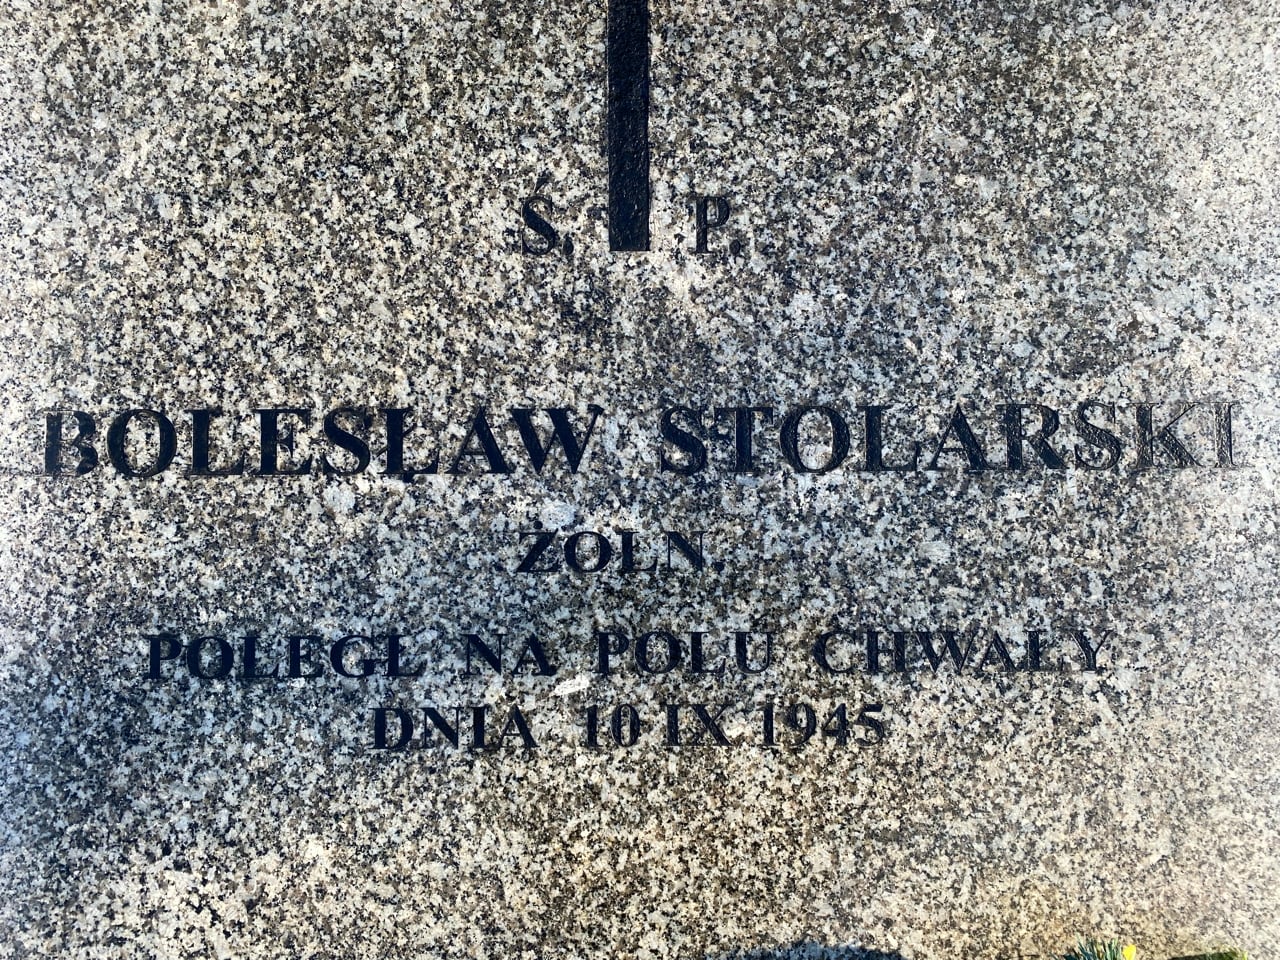 Ś. P.
BOLESŁAW STOLARSKI
ŻOŁN.
POLEGŁ NA POLU CHWAŁY
DNIA 10 IX 1945